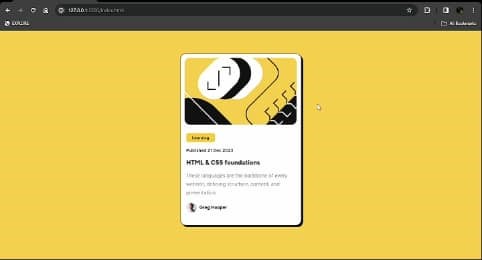 127.0.0.1:5500/index.html
EXPLORE
All Bookmarks
Learning
Published 21 Dec 2023
HTML & CSS foundations
These languages are the backbone of every
website, defining structure, content, and
presentation.
Greg Hooper